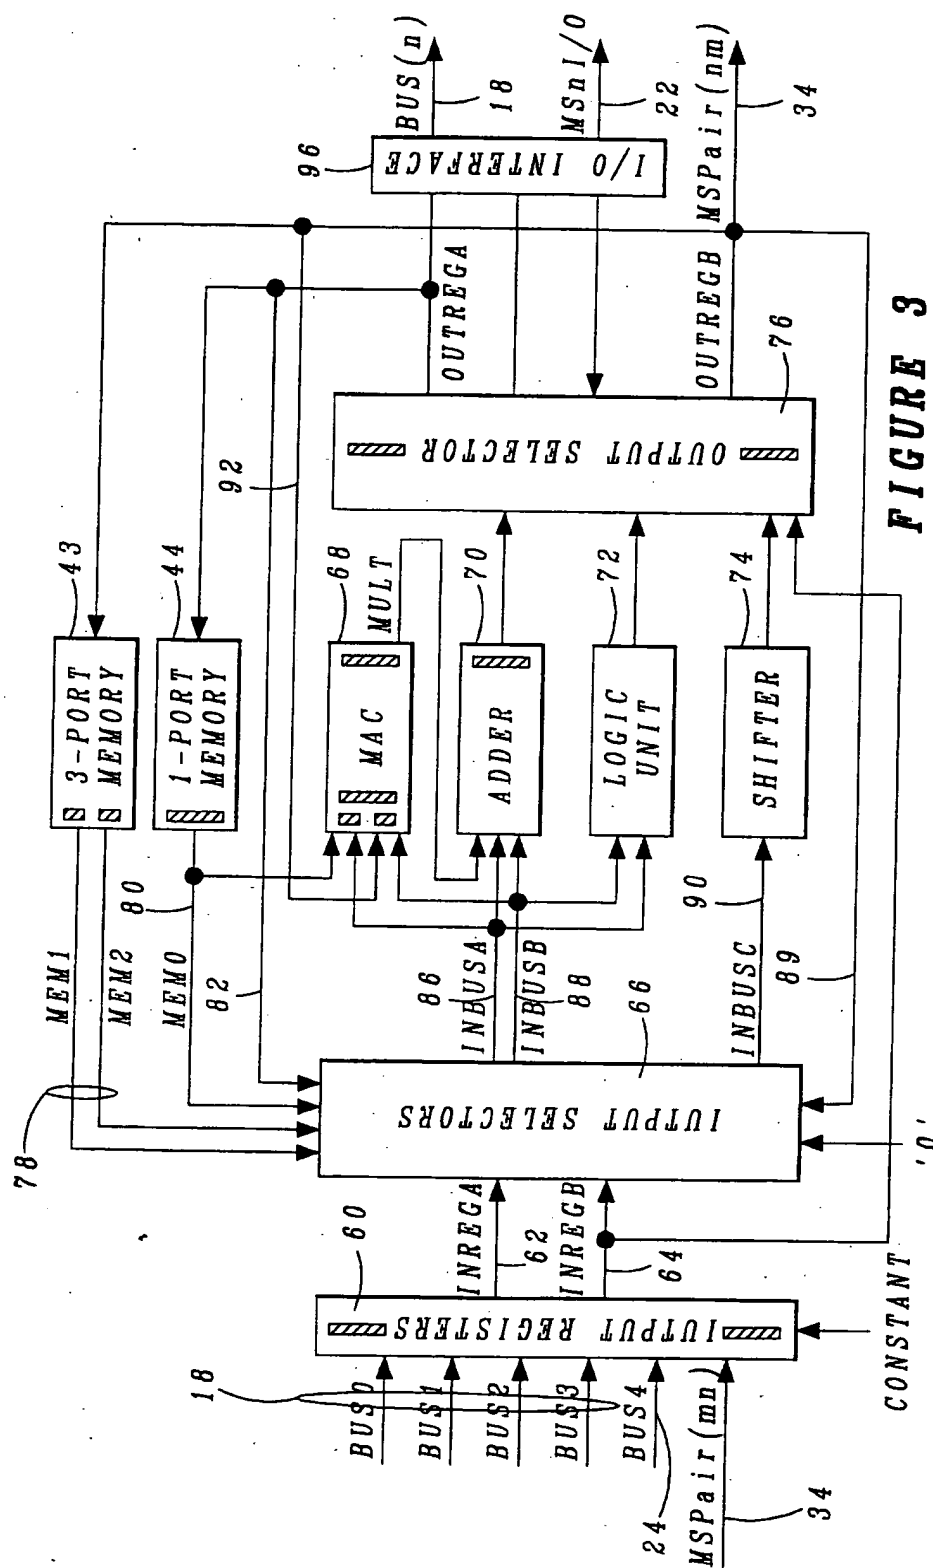 BUS0
BUS1
BUS2
BUS3
BUS4
MSPair(mn)
18
24
34
IUTPUT REGISTERS
60
CONSTANT
INREGA
62
INREGB
64
IUTPUT SELECTORS
66
'0'
78
MEM1
MEM2
MEM0
80
82
INBUSA
86
INBUSB
88
INBUSC
90
89
3-PORT
MEMORY
43
1-PORT
MEMORY
44
92
MAC
68
MULT
ADDER
70
LOGIC
UNIT
72
SHIFTER
74
OUTPUT SELECTOR
76
OUTREGA
OUTREGB
I/O INTERFACE
96
BUS(n)
18
MSnI/O
22
MSPair(nm)
34
FIGURE 3